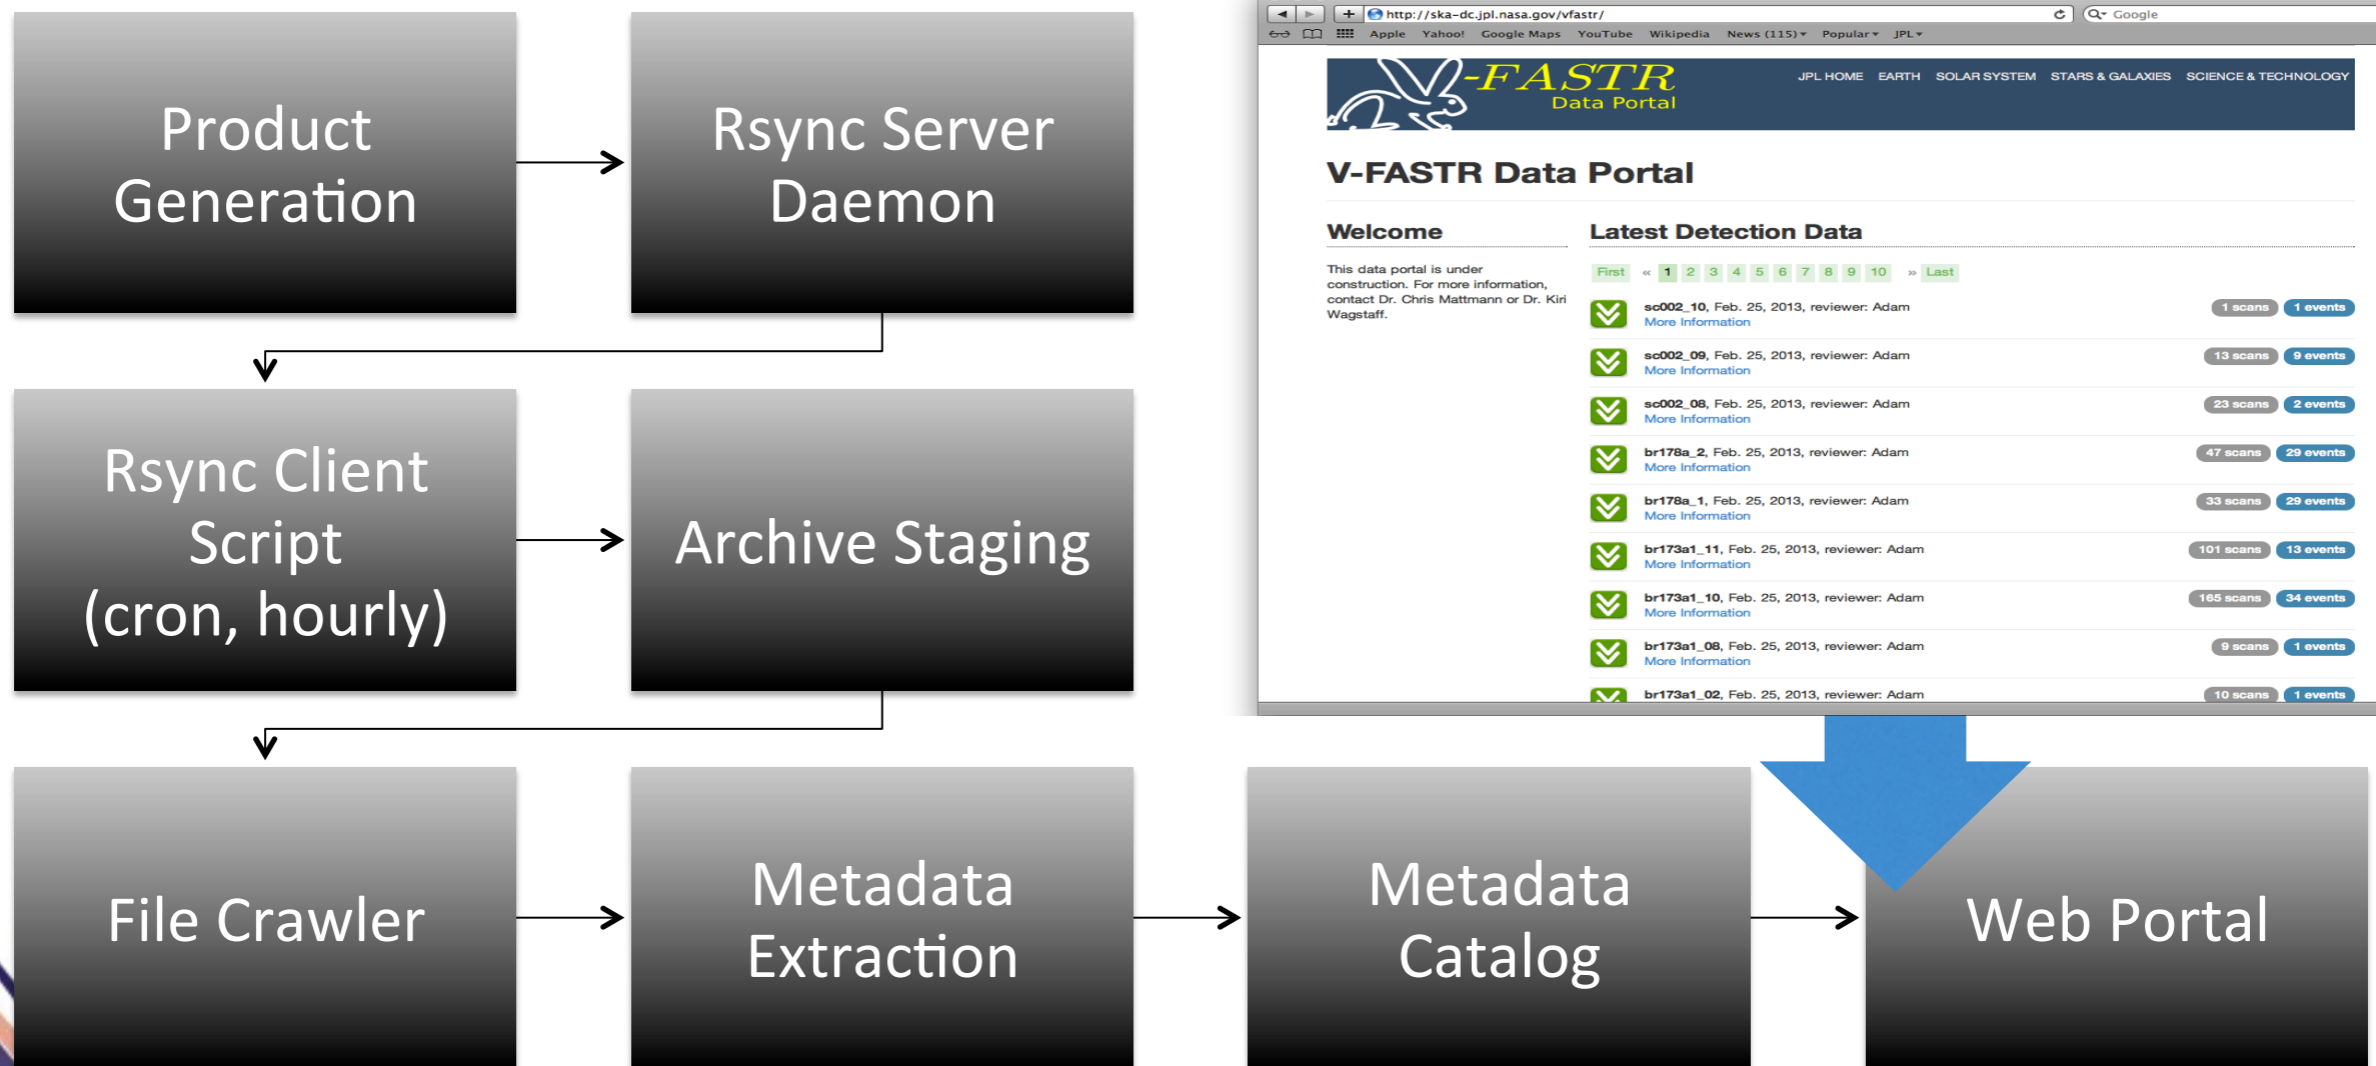 Product
Generation
Rsync Server
Daemon
Rsync Client
Script
(cron, hourly)
Archive Staging
File Crawler
Metadata
Extraction
Metadata
Catalog
Web Portal
http://ska-dc.jpl.nasa.gov/vfastr/
Google
Apple Yahoo! Google Maps YouTube Wikipedia News (115) Popular JPL
V-FASTR
Data Portal
JPL HOME EARTH SOLAR SYSTEM STARS & GALAXIES SCIENCE & TECHNOLOGY
V-FASTR Data Portal
Welcome
This data portal is under
construction. For more information,
contact Dr. Chris Mattmann or Dr. Kiri
Wagstaff.
Latest Detection Data
First « 1 2 3 4 5 6 7 8 9 10 » Last
sc002_10, Feb. 25, 2013, reviewer: Adam 1 scans 1 events
More Information
sc002_09, Feb. 25, 2013, reviewer: Adam 13 scans 9 events
More Information
sc002_08, Feb. 25, 2013, reviewer: Adam 23 scans 2 events
More Information
br178a_2, Feb. 25, 2013, reviewer: Adam 47 scans 29 events
More Information
br178a_1, Feb. 25, 2013, reviewer: Adam 33 scans 29 events
More Information
br173a1_11, Feb. 25, 2013, reviewer: Adam 101 scans 13 events
More Information
br173a1_10, Feb. 25, 2013, reviewer: Adam 165 scans 34 events
More Information
br173a1_08, Feb. 25, 2013, reviewer: Adam 9 scans 1 events
More Information
br173a1_02, Feb. 25, 2013, reviewer: Adam 10 scans 1 events